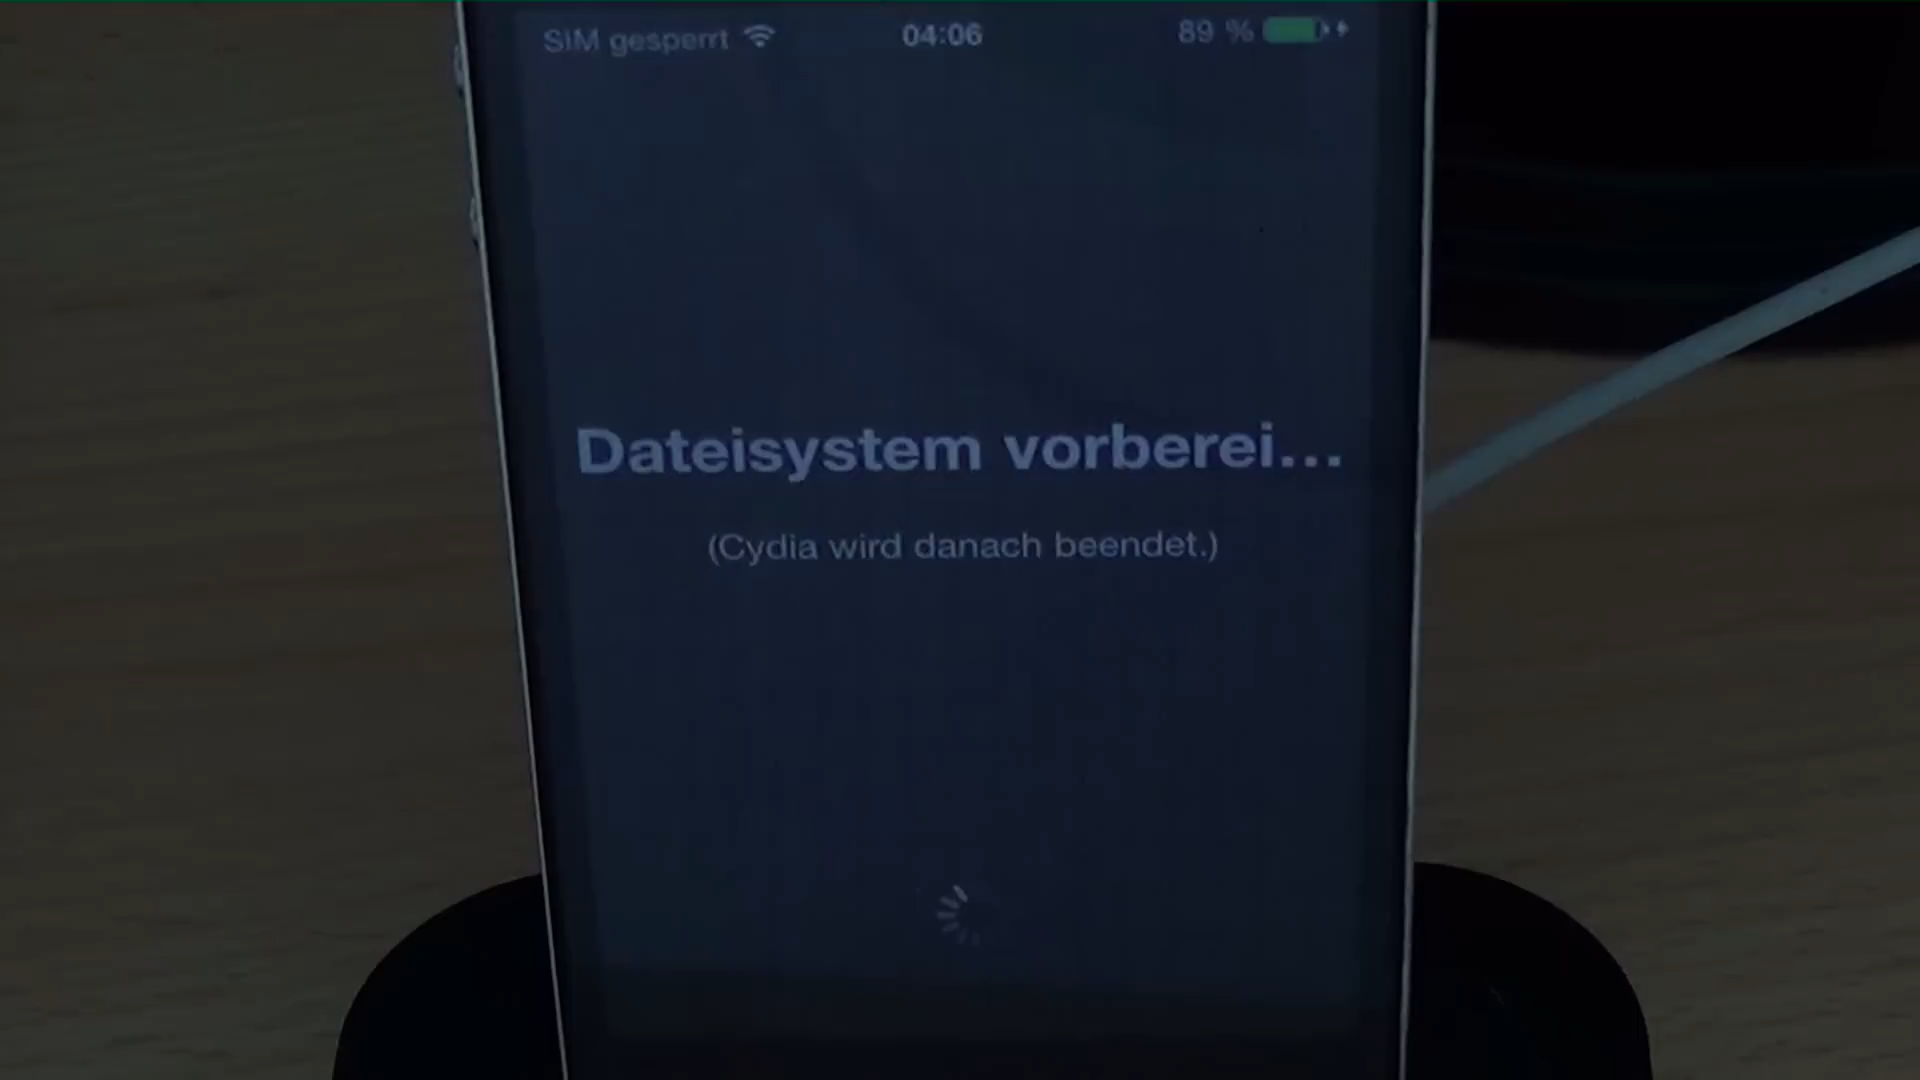 SIM gesperrt 04:06 89 %
Dateisystem vorberei...
(Cydia wird danach beendet.)